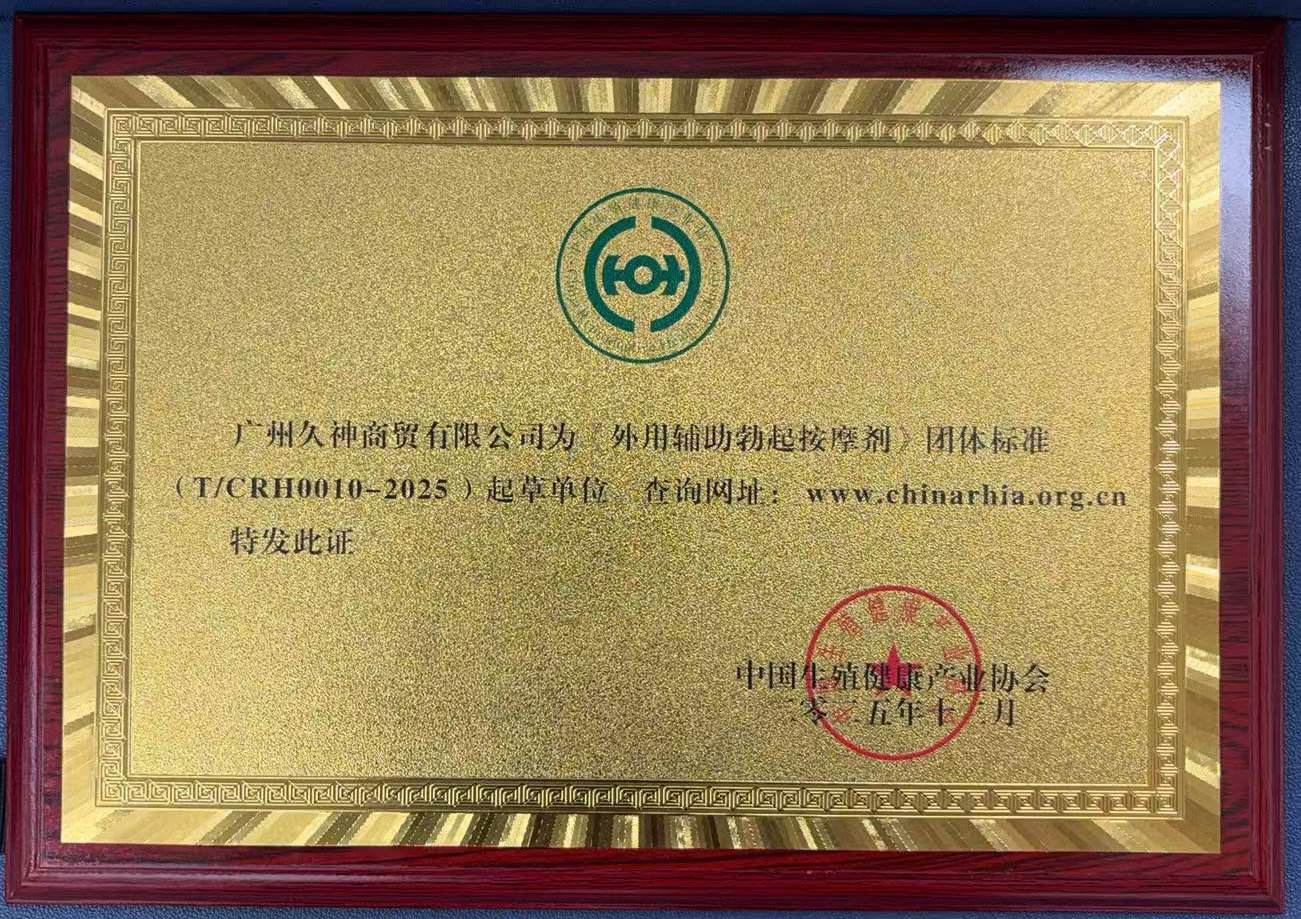 广州久神商贸有限公司为《外用辅助勃起按摩剂》团体标准
（T/CRH0010-2025）起草单位 查询网址：www.chinarhia.org.cn
特发此证
中国生殖健康产业协会
二零二五年十二月